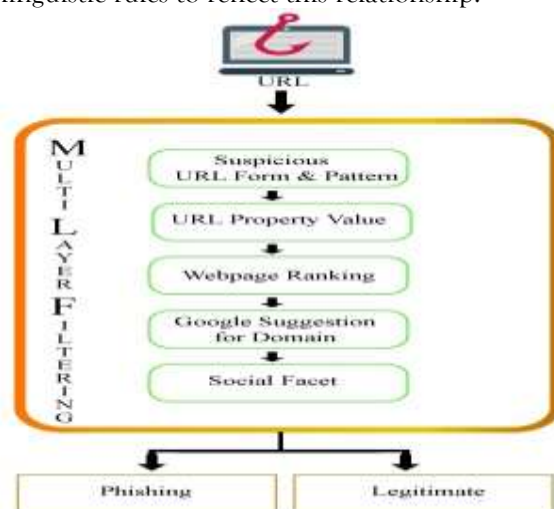 linguistic rules to reflect this relationship.
URL
MULTI LAYER FILTERING
Suspicious
URL Form & Pattern
URL Property Value
Webpage Ranking
Google Suggestion
for Domain
Social Facet
Phishing
Legitimate